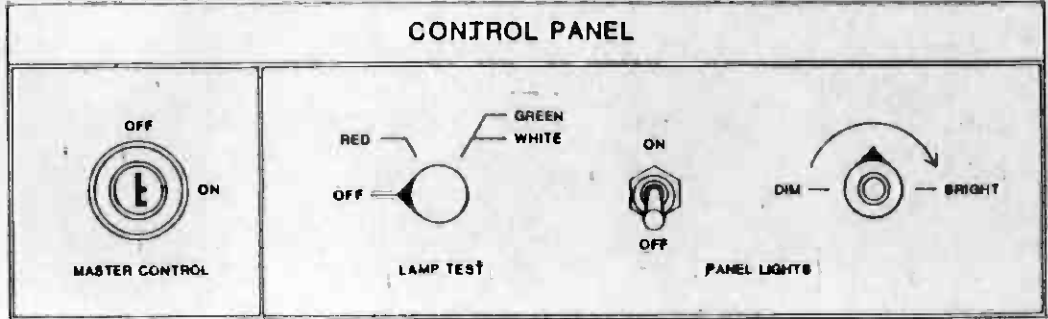 CONTROL PANEL
OFF
ON
MASTER CONTROL
RED
GREEN
WHITE
OFF
LAMP TEST
ON
OFF
DIM
BRIGHT
PANEL LIGHTS